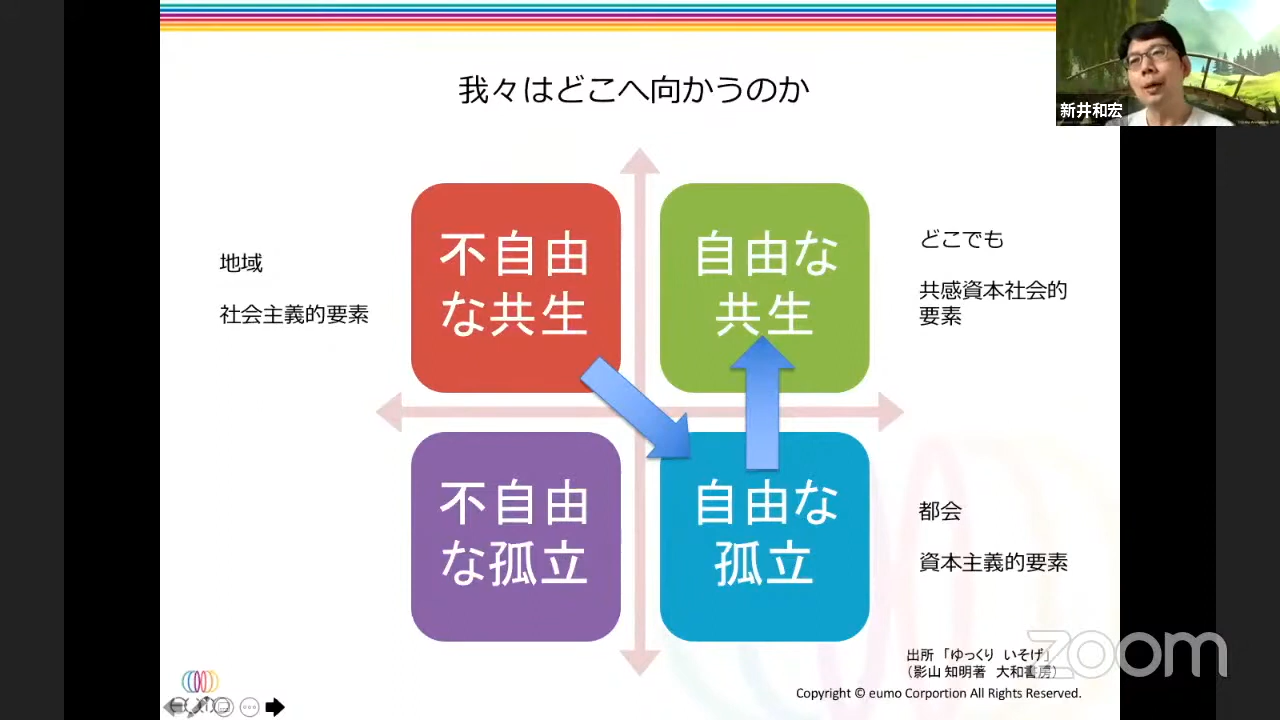 我々はどこへ向かうのか
新井和宏
不自由
な共生
自由な
共生
地域
社会主義的要素
どこでも
共感資本社会的
要素
不自由
な孤立
自由な
孤立
都会
資本主義的要素
出所 「ゆっくり いそげ」
(影山 知明著 大和書房)
zoom
eumo
Copyright © eumo Corportion All Rights Reserved.